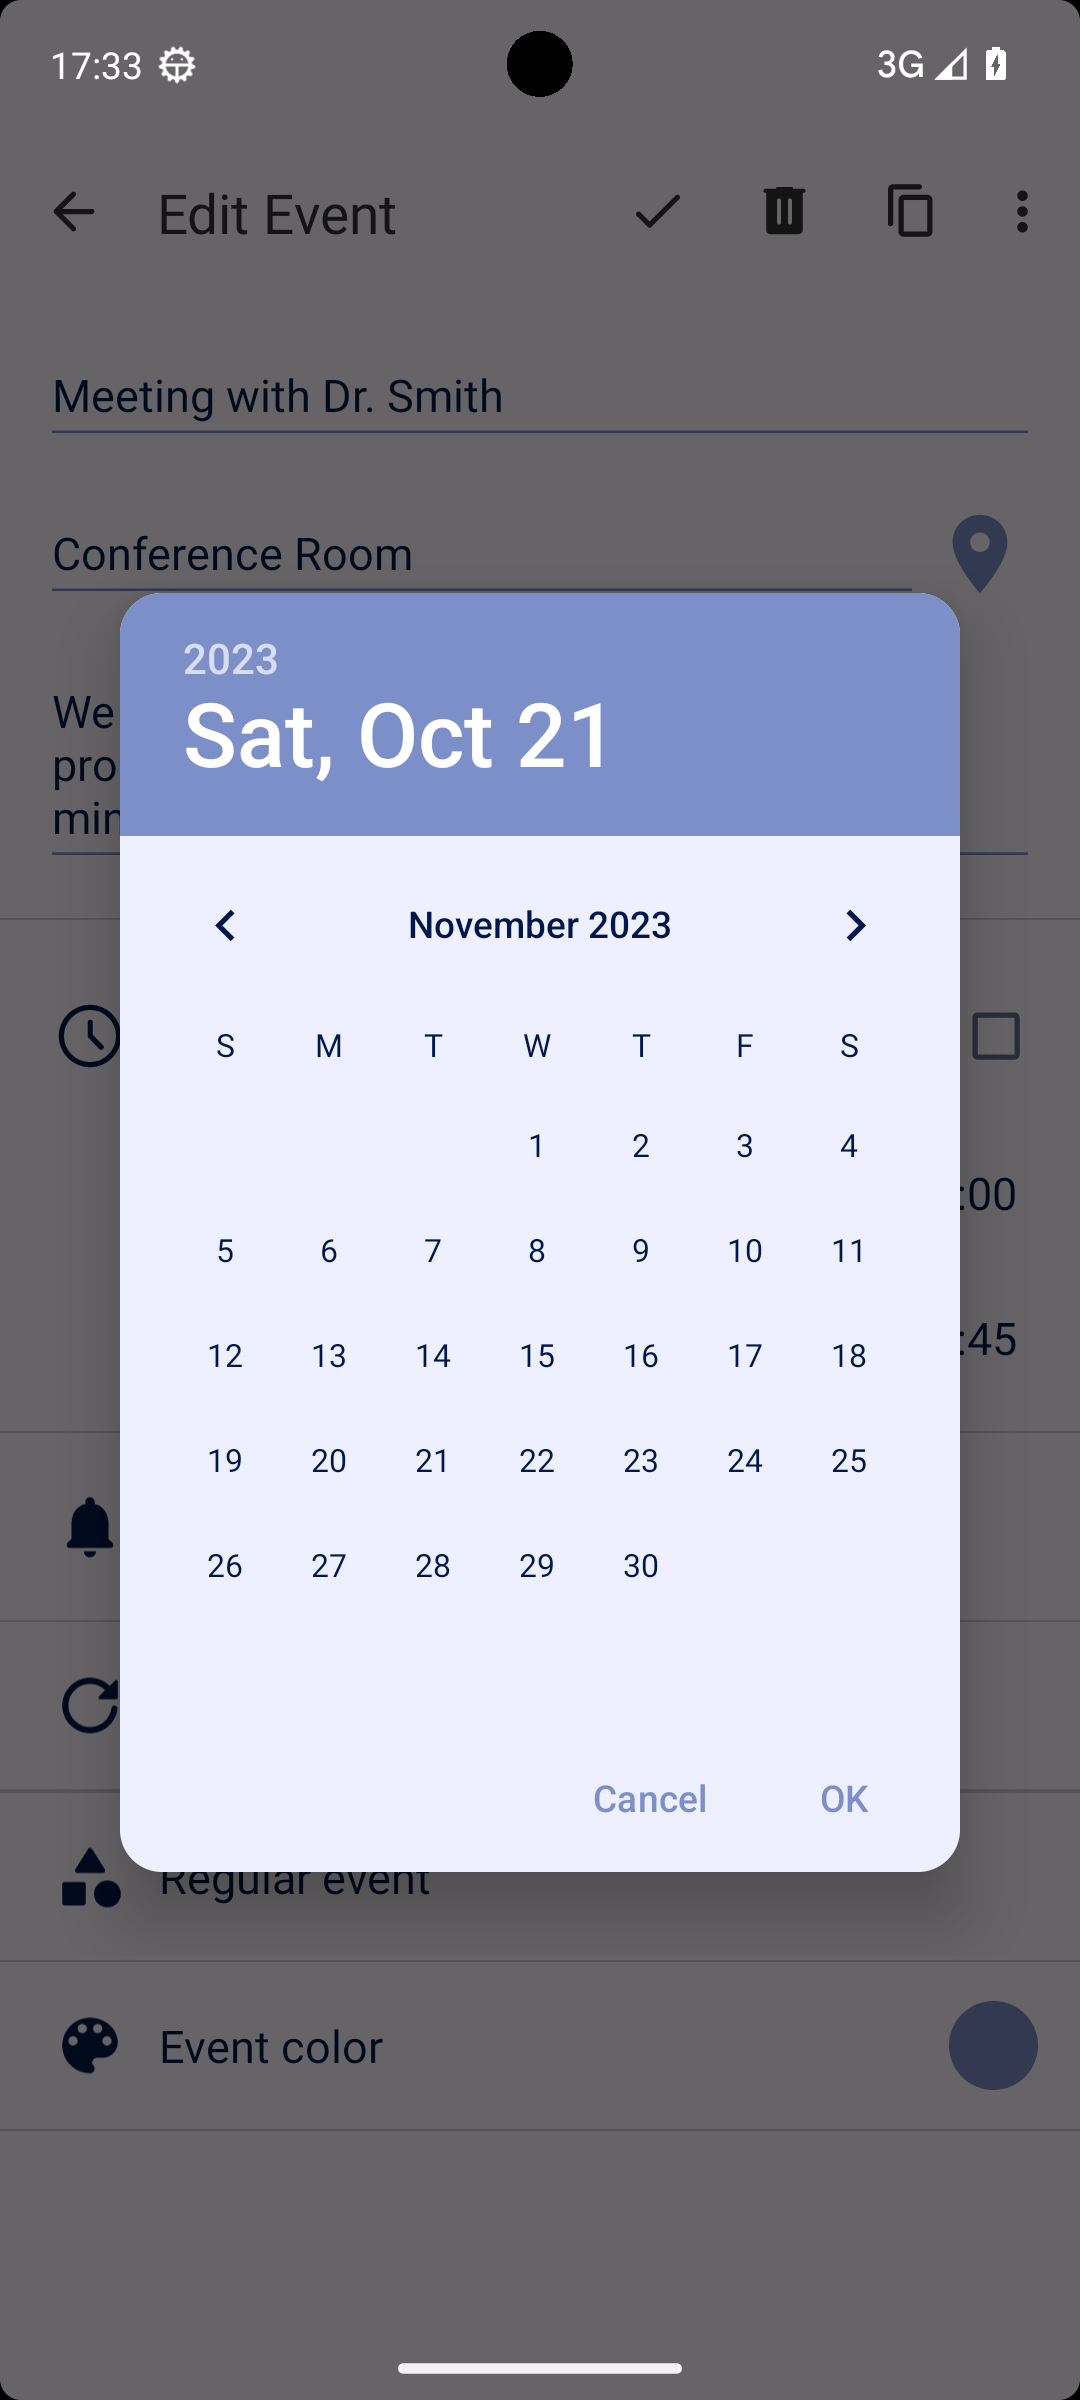 17:33
3G
Edit Event
Meeting with Dr. Smith
Conference Room
We
pro
min
2023
Sat, Oct 21
November 2023
S M T W T F S
1 2 3 4
5 6 7 8 9 10 11
12 13 14 15 16 17 18
19 20 21 22 23 24 25
26 27 28 29 30
:00
:45
Cancel OK
Regular event
Event color